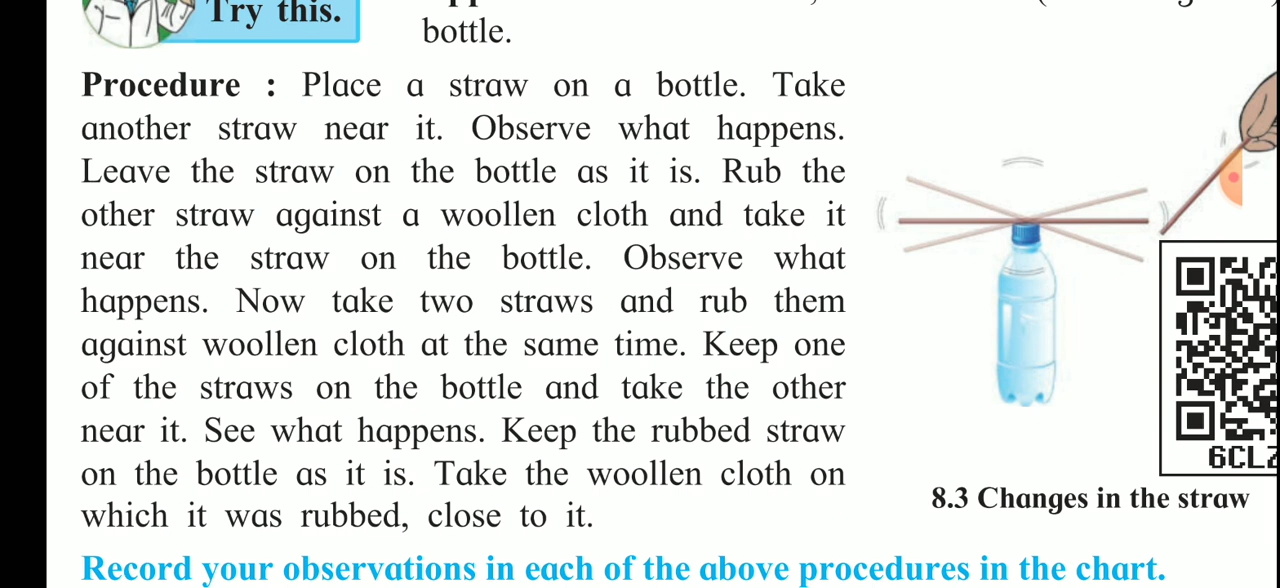 Try this.
bottle.
Procedure : Place a straw on a bottle. Take
another straw near it. Observe what happens.
Leave the straw on the bottle as it is. Rub the
other straw against a woollen cloth and take it
near the straw on the bottle. Observe what
happens. Now take two straws and rub them
against woollen cloth at the same time. Keep one
of the straws on the bottle and take the other
near it. See what happens. Keep the rubbed straw
on the bottle as it is. Take the woollen cloth on
which it was rubbed, close to it.
6CL
8.3 Changes in the straw
Record your observations in each of the above procedures in the chart.